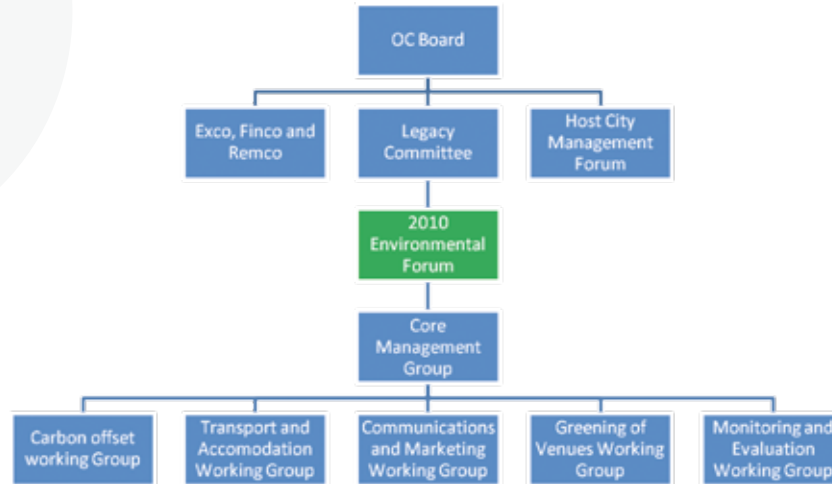 OC Board
Exco, Finco and
Remco
Legacy
Committee
Host City
Management
Forum
2010
Environmental
Forum
Core
Management
Group
Carbon offset
working Group
Transport and
Accomodation
Working Group
Communications
and Marketing
Working Group
Greening of
Venues Working
Group
Monitoring and
Evaluation
Working Group